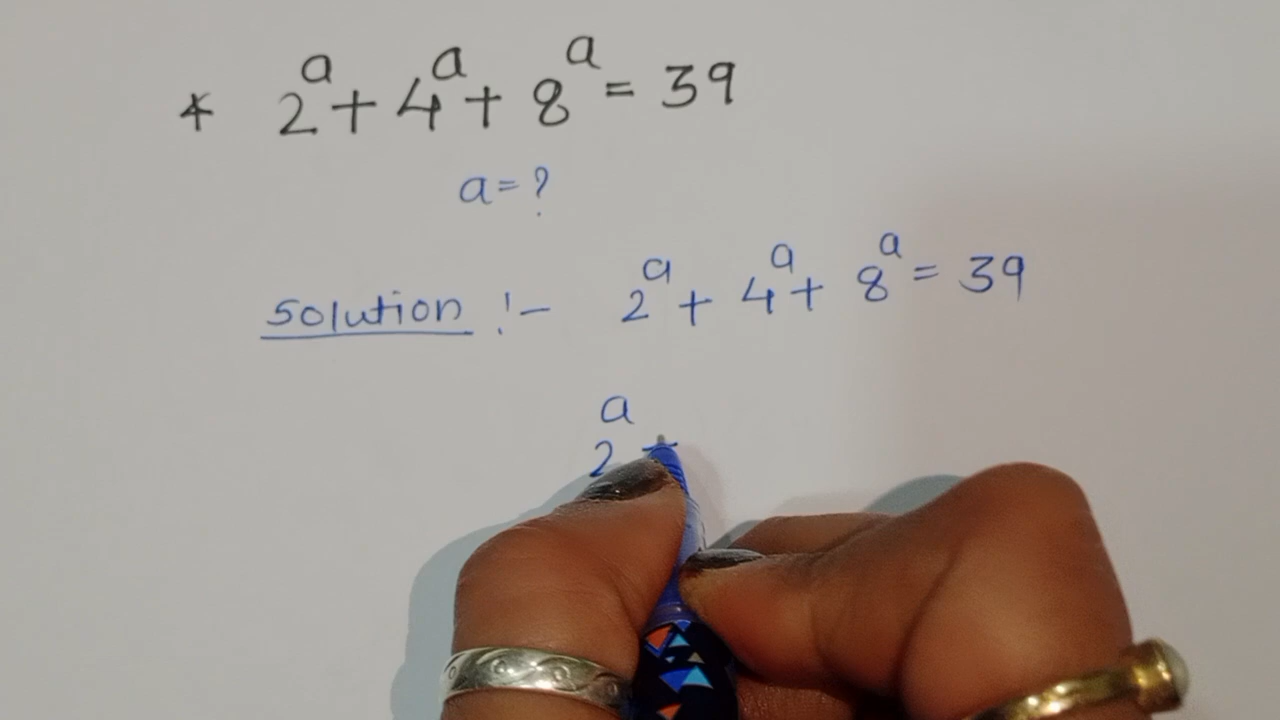 * 2^a + 4^a + 8^a = 39
a = ?
Solution :- 2^a + 4^a + 8^a = 39
2^a +